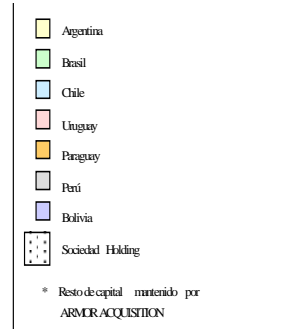 Argentina
Brasil
Chile
Uruguay
Paraguay
Perú
Bolivia
Sociedad Holding
* Resto de capital mantenido por
ARMOR ACQUISITION